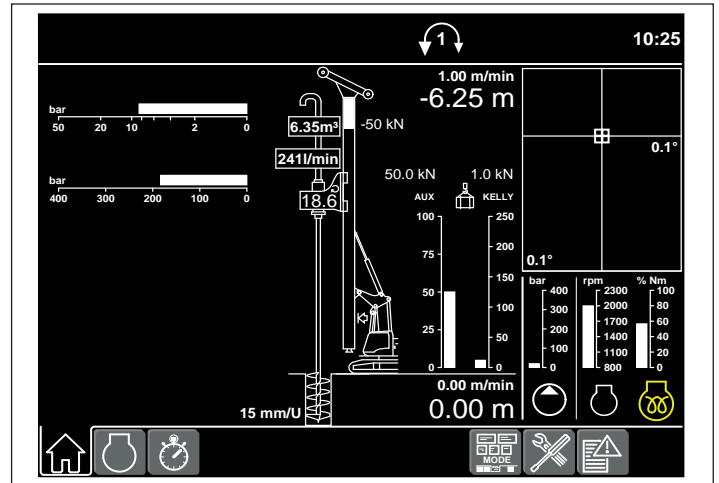 1 10:25
1.00 m/min
-6.25 m
bar
50 20 10 2 0
6.35m³
-50 kN
0.1°
241l/min
bar
400 300 200 100 0
18.6
50.0 kN 1.0 kN
AUX KELLY
100 250
200
75
150
50
100
25
50
0 0
0.1°
bar rpm % Nm
400 2300 100
300 2000 80
200 1700 60
1400 40
100 1100 20
0 800 0
0.00 m/min
0.00 m
15 mm/U
MODE